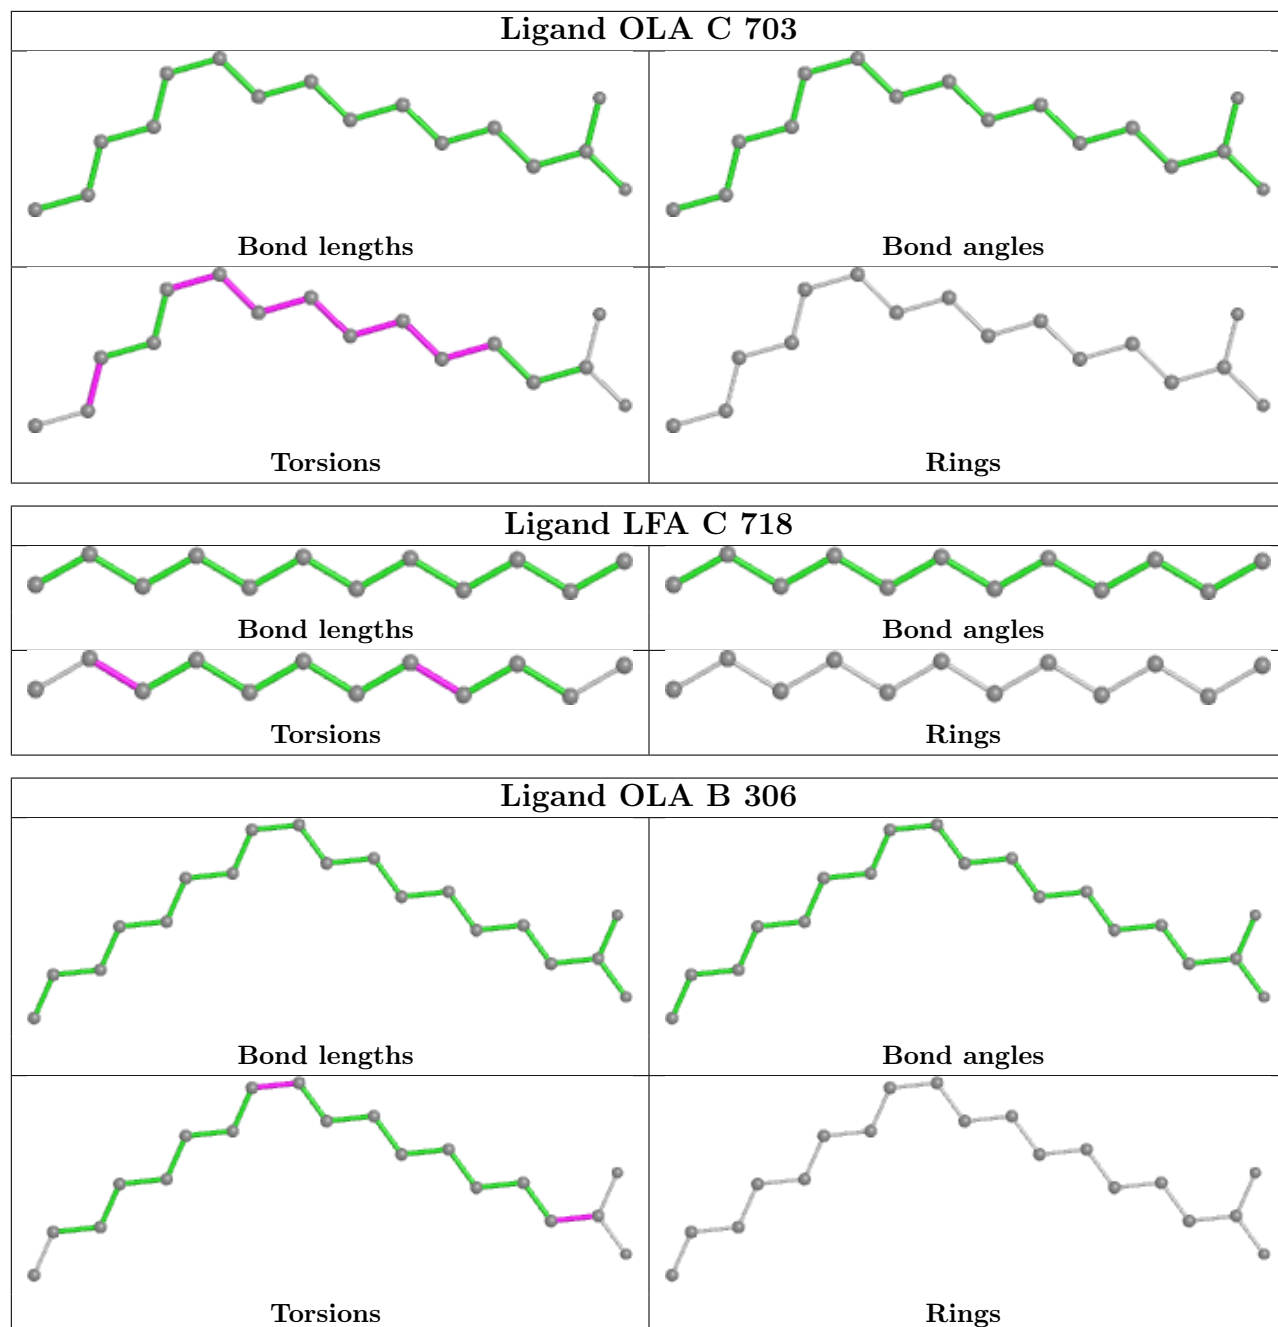 Ligand OLA C 703
Bond lengths
Bond angles
Torsions
Rings
Ligand LFA C 718
Bond lengths
Bond angles
Torsions
Rings
Ligand OLA B 306
Bond lengths
Bond angles
Torsions
Rings